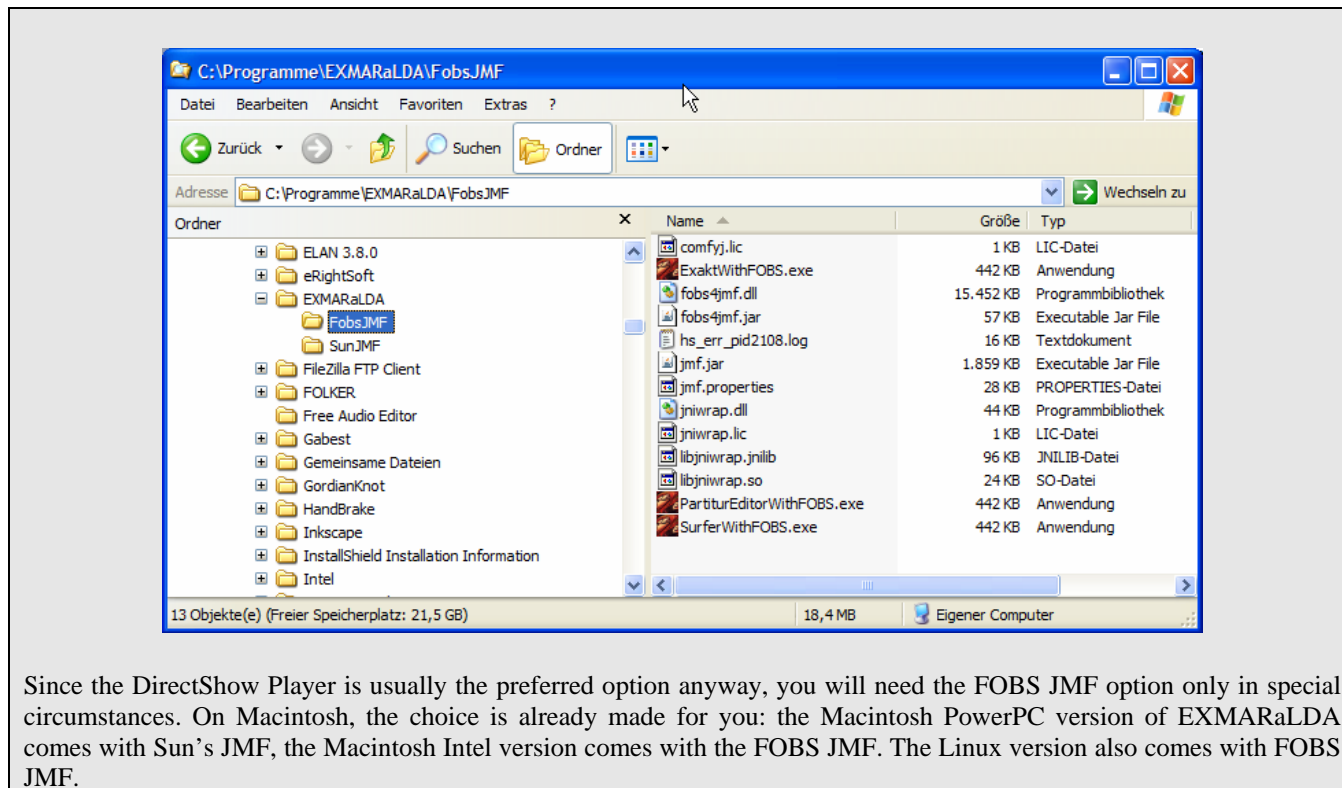 C:\Programme\EXMARaLDA\FobsJMF
Datei Bearbeiten Ansicht Favoriten Extras ?
Zurück Suchen Ordner
Adresse C:\Programme\EXMARaLDA\FobsJMF Wechseln zu
Ordner x
ELAN 3.8.0
eRightSoft
EXMARaLDA
FobsJMF
SunJMF
FileZilla FTP Client
FOLKER
Free Audio Editor
Gabest
Gemeinsame Dateien
GordianKnot
HandBrake
Inkscape
InstallShield Installation Information
Intel
Name Größe Typ
comfyj.lic 1 KB LIC-Datei
ExaktWithFOBS.exe 442 KB Anwendung
fobs4jmf.dll 15.452 KB Programmbibliothek
fobs4jmf.jar 57 KB Executable Jar File
hs_err_pid2108.log 16 KB Textdokument
jmf.jar 1.859 KB Executable Jar File
jmf.properties 28 KB PROPERTIES-Datei
jniwrap.dll 44 KB Programmbibliothek
jniwrap.lic 1 KB LIC-Datei
libjniwrap.jnilib 96 KB JNILIB-Datei
libjniwrap.so 24 KB SO-Datei
PartiturEditorWithFOBS.exe 442 KB Anwendung
SurferWithFOBS.exe 442 KB Anwendung
13 Objekte(e) (Freier Speicherplatz: 21,5 GB) 18,4 MB Eigener Computer
Since the DirectShow Player is usually the preferred option anyway, you will need the FOBS JMF option only in special
circumstances. On Macintosh, the choice is already made for you: the Macintosh PowerPC version of EXMARaLDA
comes with Sun's JMF, the Macintosh Intel version comes with the FOBS JMF. The Linux version also comes with FOBS
JMF.